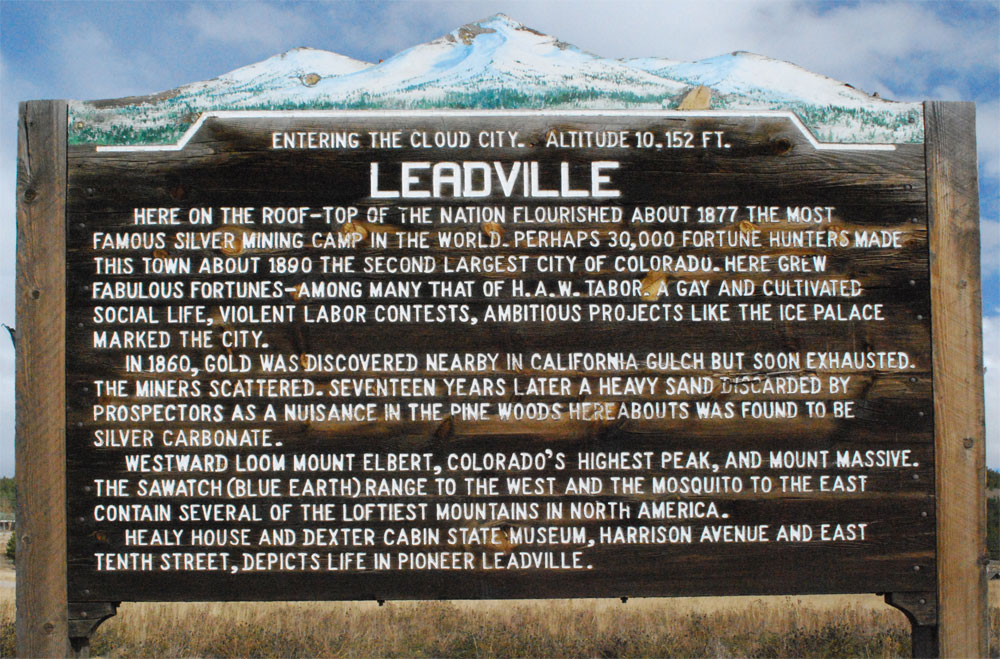 ENTERING THE CLOUD CITY. ALTITUDE 10.152 FT.
LEADVILLE
HERE ON THE ROOF-TOP OF THE NATION FLOURISHED ABOUT 1877 THE MOST
FAMOUS SILVER MINING CAMP IN THE WORLD. PERHAPS 30,000 FORTUNE HUNTERS MADE
THIS TOWN ABOUT 1890 THE SECOND LARGEST CITY OF COLORADO. HERE GREW
FABULOUS FORTUNES-AMONG MANY THAT OF H.A.W. TABOR. A GAY AND CULTIVATED
SOCIAL LIFE, VIOLENT LABOR CONTESTS, AMBITIOUS PROJECTS LIKE THE ICE PALACE
MARKED THE CITY.
IN 1860, GOLD WAS DISCOVERED NEARBY IN CALIFORNIA GULCH BUT SOON EXHAUSTED.
THE MINERS SCATTERED. SEVENTEEN YEARS LATER A HEAVY SAND DISCARDED BY
PROSPECTORS AS A NUISANCE IN THE PINE WOODS HEREABOUTS WAS FOUND TO BE
SILVER CARBONATE.
WESTWARD LOOM MOUNT ELBERT, COLORADO'S HIGHEST PEAK, AND MOUNT MASSIVE.
THE SAWATCH (BLUE EARTH) RANGE TO THE WEST AND THE MOSQUITO TO THE EAST
CONTAIN SEVERAL OF THE LOFTIEST MOUNTAINS IN NORTH AMERICA.
HEALY HOUSE AND DEXTER CABIN STATE MUSEUM, HARRISON AVENUE AND EAST
TENTH STREET, DEPICTS LIFE IN PIONEER LEADVILLE.